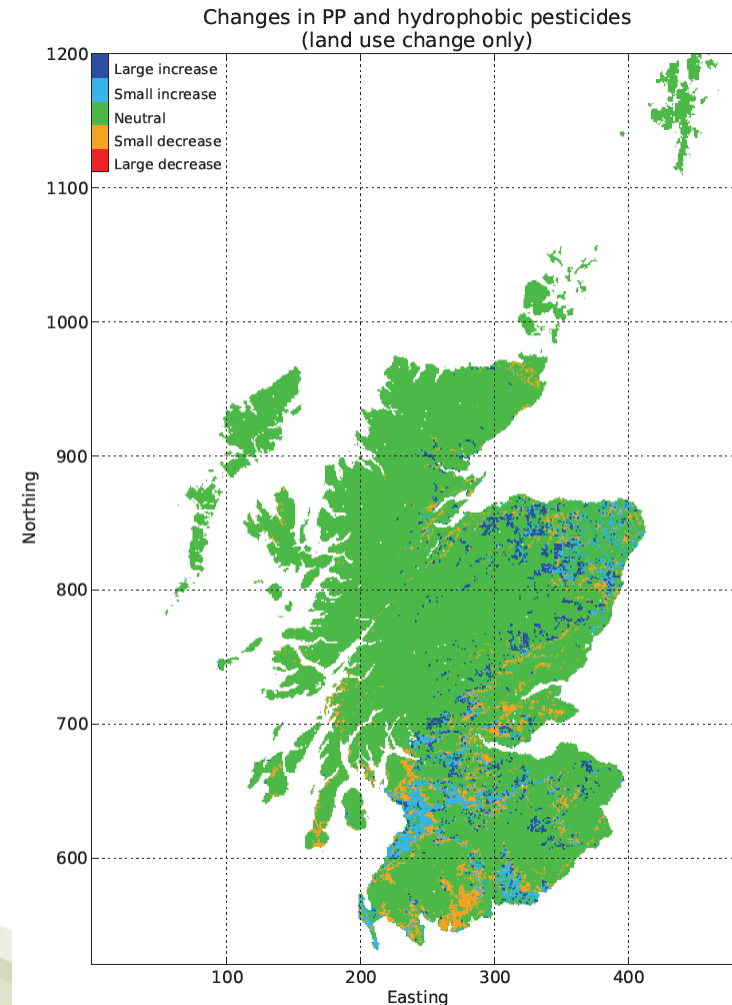 Changes in PP and hydrophobic pesticides
(land use change only)
1200
Large increase
Small increase
Neutral
Small decrease
Large decrease
1100
1000
900
Northing
800
700
600
100 200 300 400
Easting